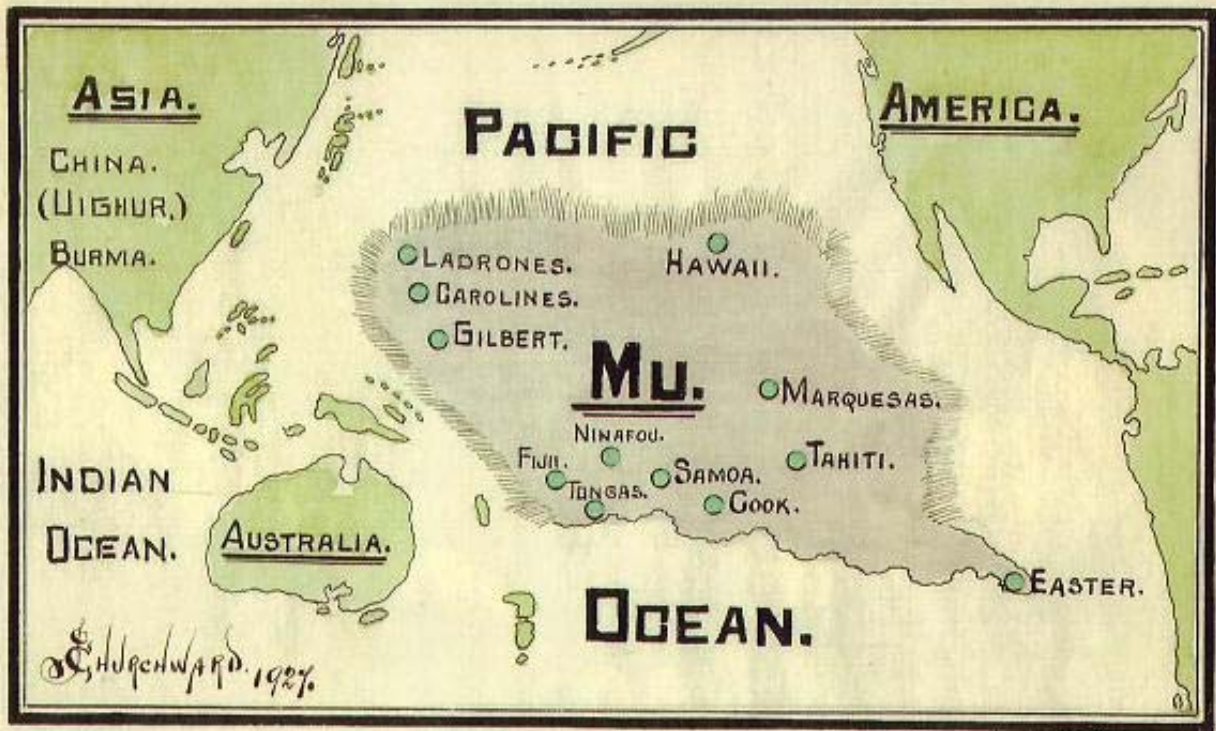 ASIA.
CHINA.
(UIGHUR,)
BURMA.
PACIFIC
AMERICA.
LADRONES.
HAWAII.
CAROLINES.
GILBERT.
MU.
MARQUESAS.
NINAFOU.
FIJII.
SAMOA.
TAHITI.
TONGAS.
COOK.
INDIAN
OCEAN.
AUSTRALIA.
EASTER.
OCEAN.
CHURCHWARD. 1927.